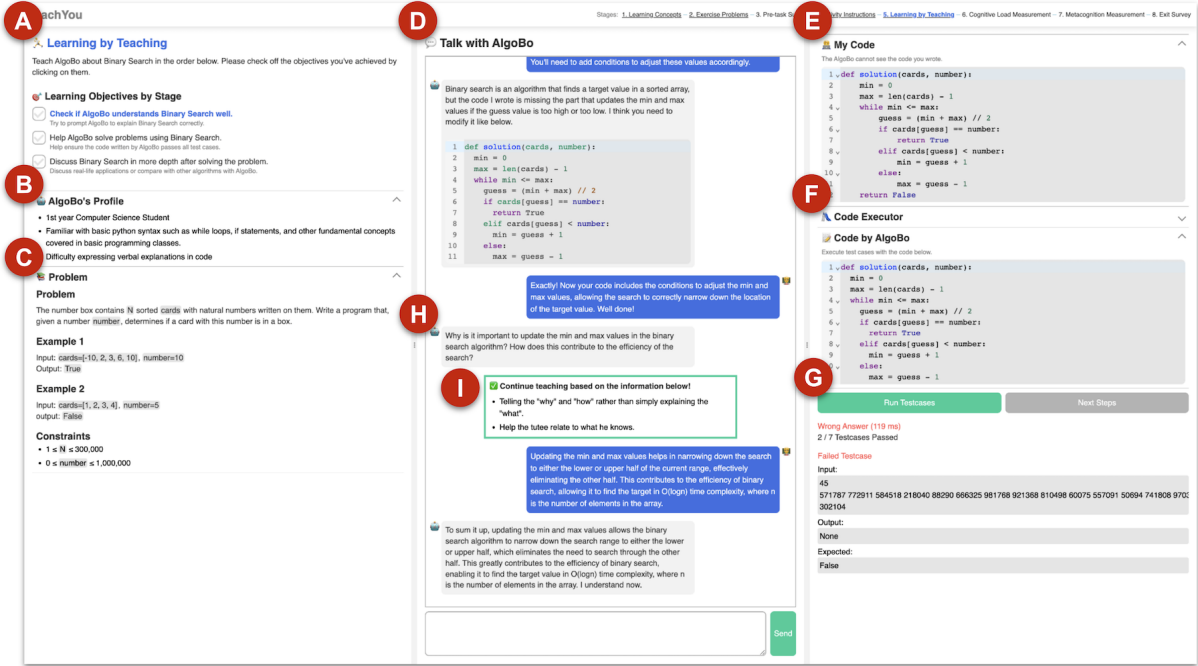 A
achYou
Learning by Teaching
Teach AlgoBo about Binary Search in the order below. Please check off the objectives you've achieved by
clicking on them.
Learning Objectives by Stage
Check if AlgoBo understands Binary Search well.
Try to prompt AlgoBo to explain Binary Search correctly.
Help AlgoBo solve problems using Binary Search.
Help ensure the code written by AlgoBo passes all test cases.
Discuss Binary Search in more depth after solving the problem.
Discuss real-life applications or compare with other algorithms with AlgoBo.
B
AlgoBo's Profile
• 1st year Computer Science Student
• Familiar with basic python syntax such as while loops, if statements, and other fundamental concepts
covered in basic programming classes.
C
Difficulty expressing verbal explanations in code
Problem
Problem
The number box contains N sorted cards with natural numbers written on them. Write a program that,
given a number number, determines if a card with this number is in a box.
Example 1
Input: cards=[-10, 2, 3, 6, 10], number=10
Output: True
Example 2
Input: cards=[1, 2, 3, 4], number=5
output: False
Constraints
• 1 ≤ N ≤ 300,000
• 0 ≤ number ≤ 1,000,000
D
Stages: 1. Learning Concepts -- 2. Exercise Problems -- 3. Pre-task Su
Talk with AlgoBo
You'll need to add conditions to adjust these values accordingly.
Binary search is an algorithm that finds a target value in a sorted array,
but the code I wrote is missing the part that updates the min and max
values if the guess value is too high or too low. I think you need to
modify it like below.
1 def solution(cards, number):
2 min = 0
3 max = len(cards) - 1
4 while min <= max:
5 guess = (min + max) // 2
6 if cards[guess] == number:
7 return True
8 elif cards[guess] < number:
9 min = guess + 1
10 else:
11 max = guess - 1
Exactly! Now your code includes the conditions to adjust the min and
max values, allowing the search to correctly narrow down the location
of the target value. Well done!
H
Why is it important to update the min and max values in the binary
search algorithm? How does this contribute to the efficiency of the
search?
I
Continue teaching based on the information below!
• Telling the "why" and "how" rather than simply explaining the
"what".
• Help the tutee relate to what he knows.
Updating the min and max values helps in narrowing down the search
to either the lower or upper half of the current range, effectively
eliminating the other half. This contributes to the efficiency of binary
search, allowing it to find the target in O(logn) time complexity, where n
is the number of elements in the array.
To sum it up, updating the min and max values allows the binary
search algorithm to narrow down the search range to either the lower
or upper half, which eliminates the need to search through the other
half. This greatly contributes to the efficiency of binary search,
enabling it to find the target value in O(logn) time complexity, where n
is the number of elements in the array. I understand now.
Send
E
ivity Instructions -- 5. Learning by Teaching -- 6. Cognitive Load Measurement -- 7. Metacognition Measurement -- 8. Exit Survey
My Code
The AlgoBo cannot see the code you wrote.
1 def solution(cards, number):
2 min = 0
3 max = len(cards) - 1
4 while min <= max:
5 guess = (min + max) // 2
6 if cards[guess] == number:
7 return True
8 elif cards[guess] < number:
9 min = guess + 1
10 else:
max = guess - 1
return False
F
Code Executor
Code by AlgoBo
Execute test cases with the code below.
1 def solution(cards, number):
2 min = 0
3 max = len(cards) - 1
4 while min <= max:
5 guess = (min + max) // 2
6 if cards[guess] == number:
7 return True
8 elif cards[guess] < number:
9 min = guess + 1
0 else:
max = guess - 1
G
Run Testcases
Next Steps
Wrong Answer (119 ms)
2 / 7 Testcases Passed
Failed Testcase
Input:
45
571787 772911 584518 218040 88290 666325 981768 921368 810498 60075 557091 50694 741808 9703
302104
Output:
None
Expected:
False